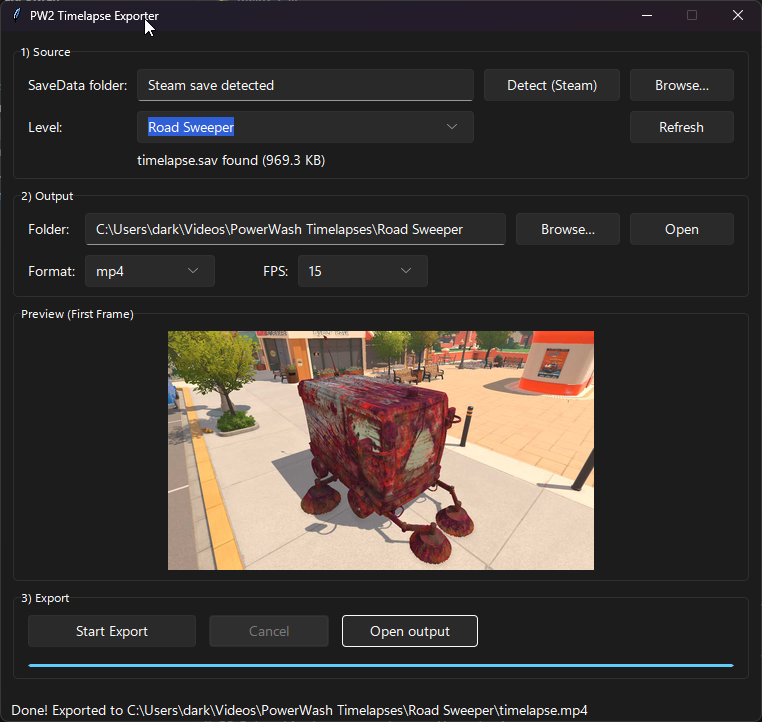 PW2 Timelapse Exporter
1) Source
SaveData folder: Steam save detected Detect (Steam) Browse...
Level: Road Sweeper Refresh
timelapse.sav found (969.3 KB)
2) Output
Folder: C:\Users\dark\Videos\PowerWash Timelapses\Road Sweeper Browse... Open
Format: mp4 FPS: 15
Preview (First Frame)
3) Export
Start Export Cancel Open output
Done! Exported to C:\Users\dark\Videos\PowerWash Timelapses\Road Sweeper\timelapse.mp4